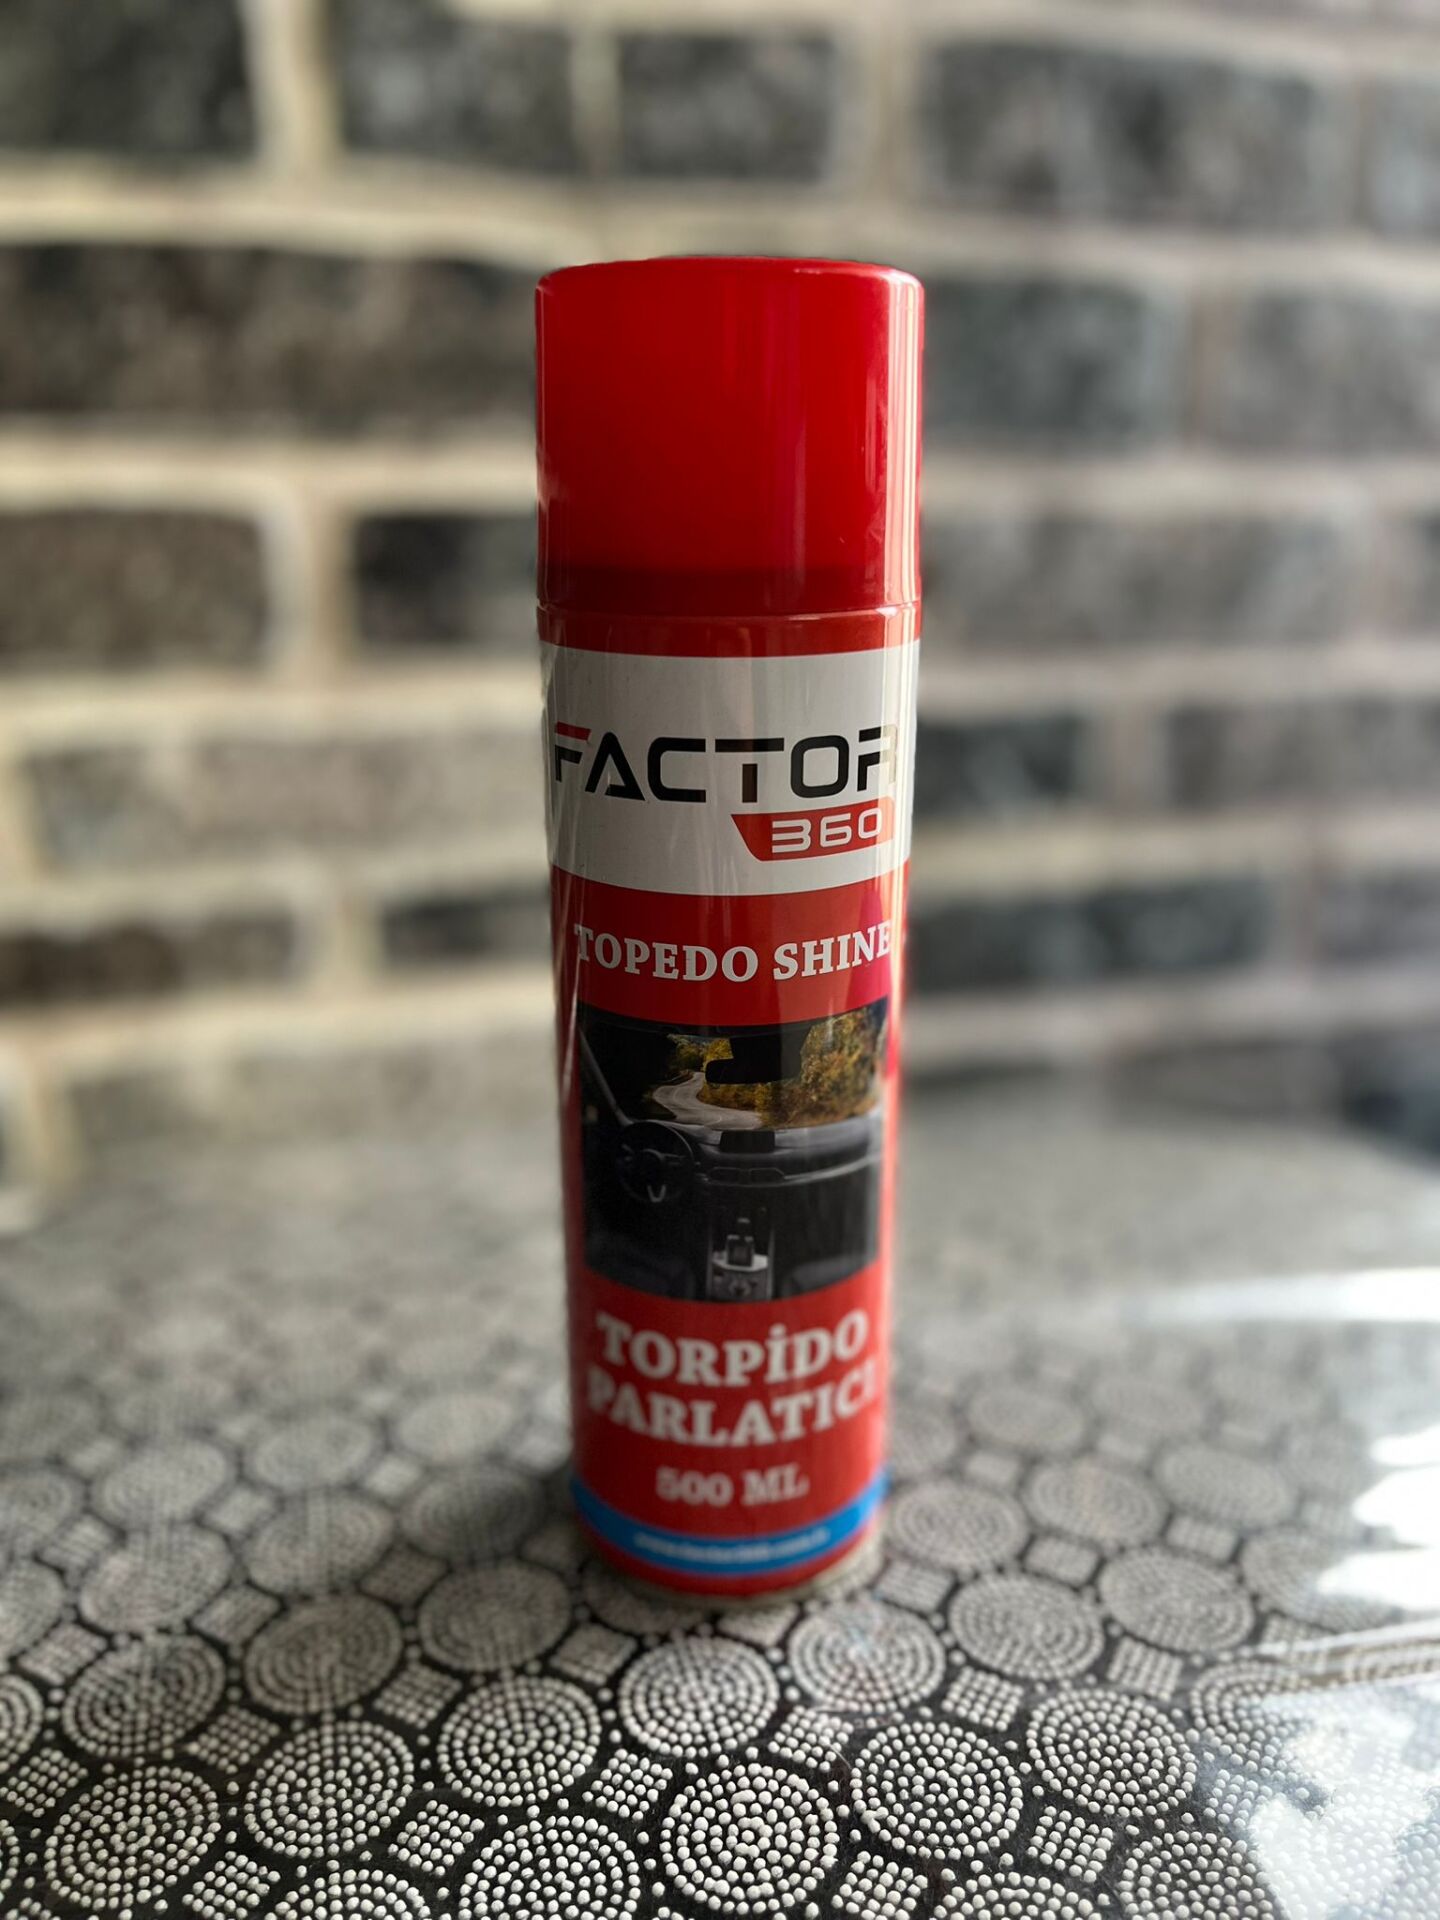 FACTOR
360
TOPEDO SHINE
TORPİDO
PARLATICI
500 ML